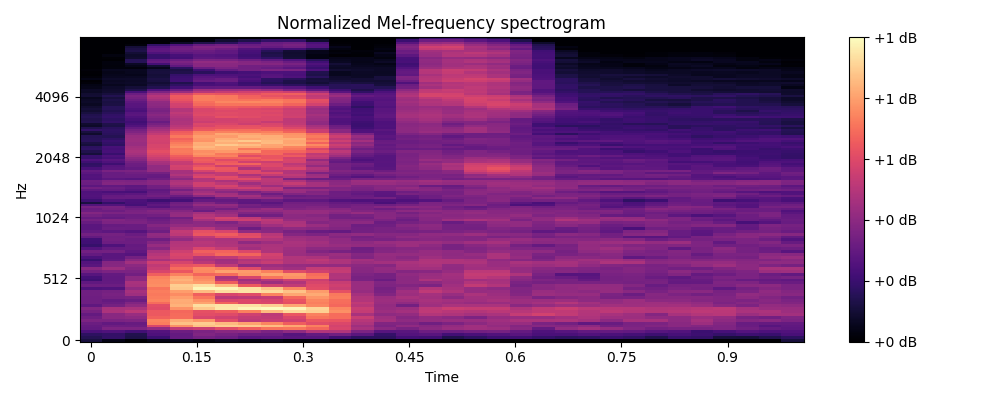 Normalized Mel-frequency spectrogram
Hz
4096
2048
1024
512
0
0 0.15 0.3 0.45 0.6 0.75 0.9
Time
+1 dB
+1 dB
+1 dB
+0 dB
+0 dB
+0 dB